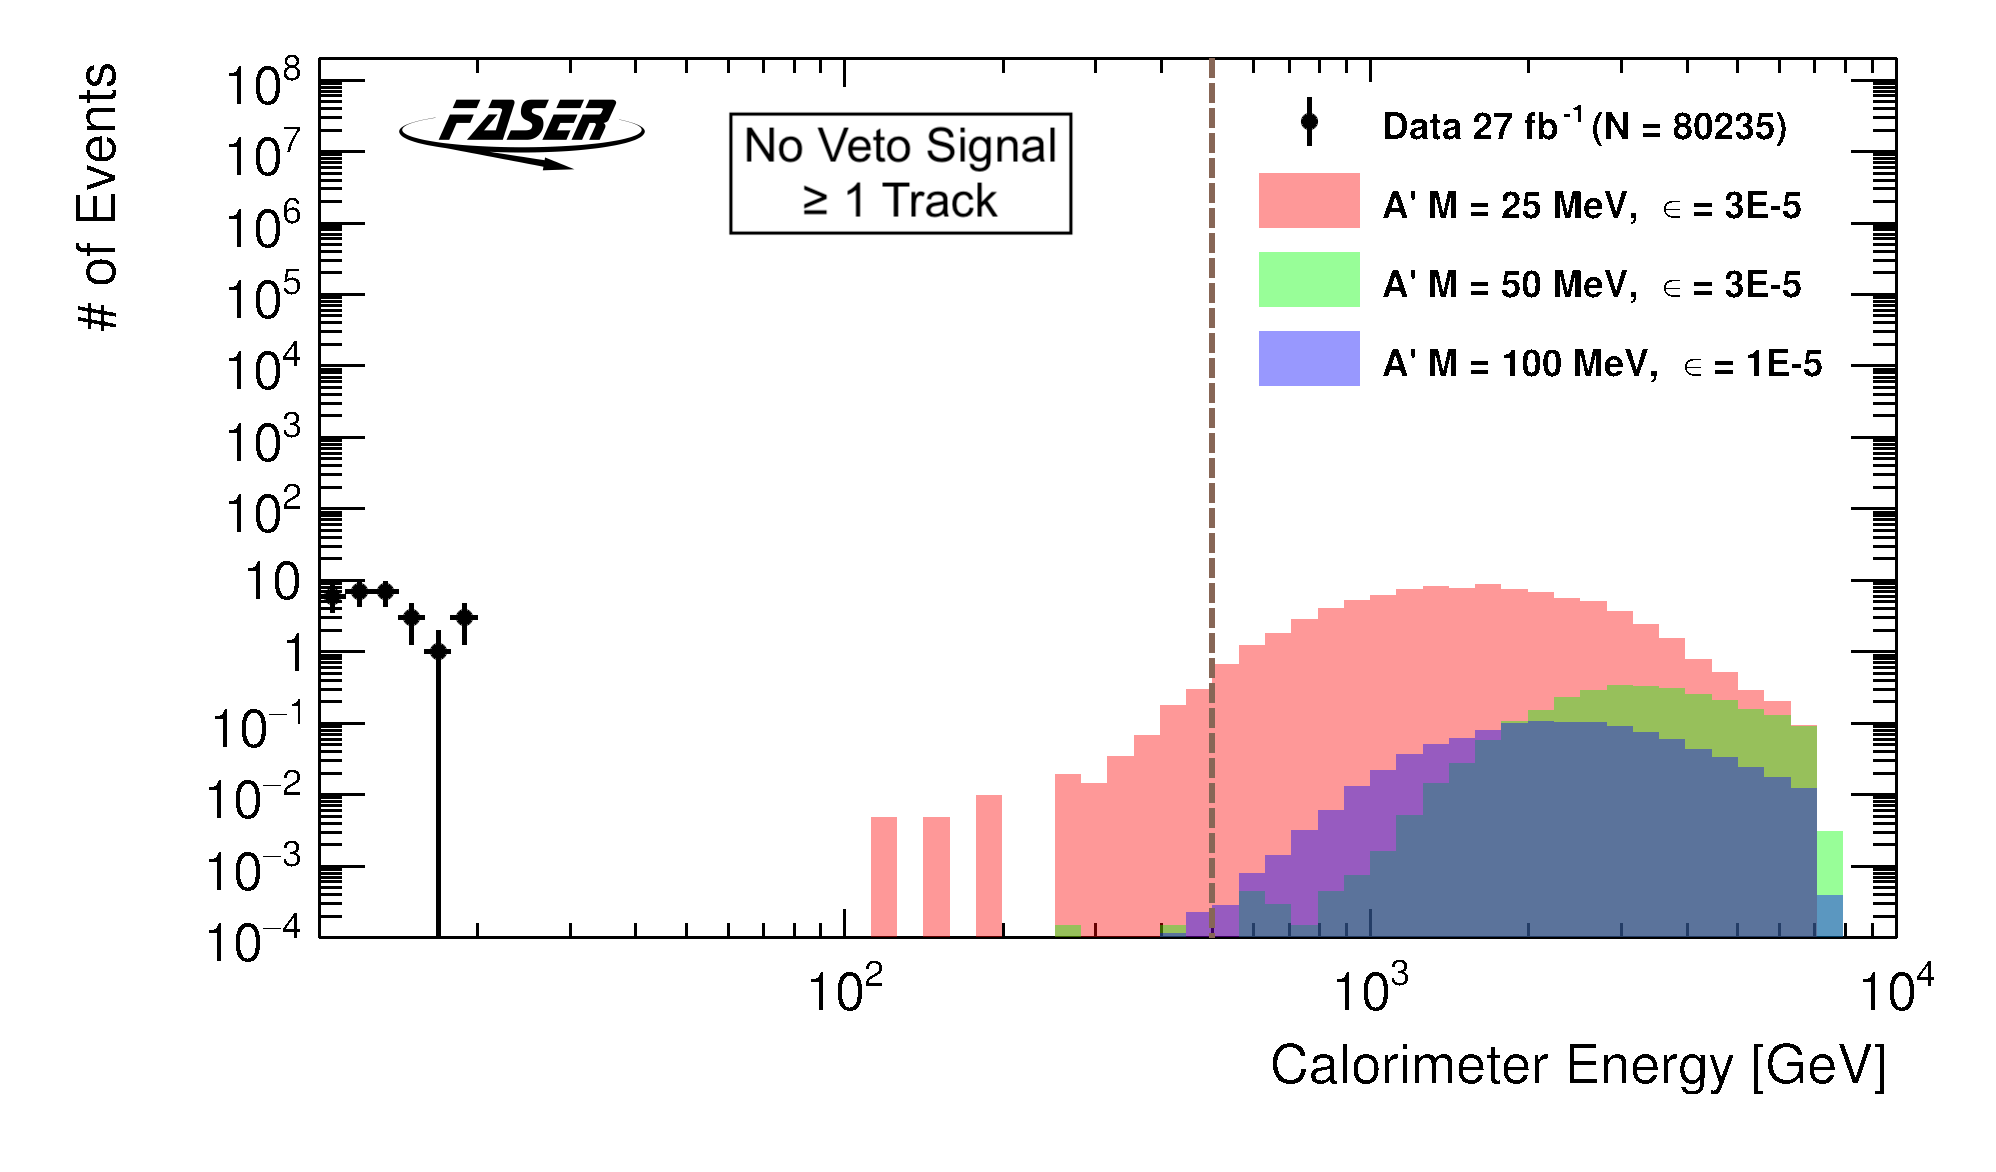 # of Events
10⁸
10⁷
10⁶
10⁵
10⁴
10³
10²
10
1
10⁻¹
10⁻²
10⁻³
10⁻⁴
FASER
No Veto Signal
≥ 1 Track
Data 27 fb⁻¹ (N = 80235)
A' M = 25 MeV, ∈ = 3E-5
A' M = 50 MeV, ∈ = 3E-5
A' M = 100 MeV, ∈ = 1E-5
10² 10³ 10⁴
Calorimeter Energy [GeV]